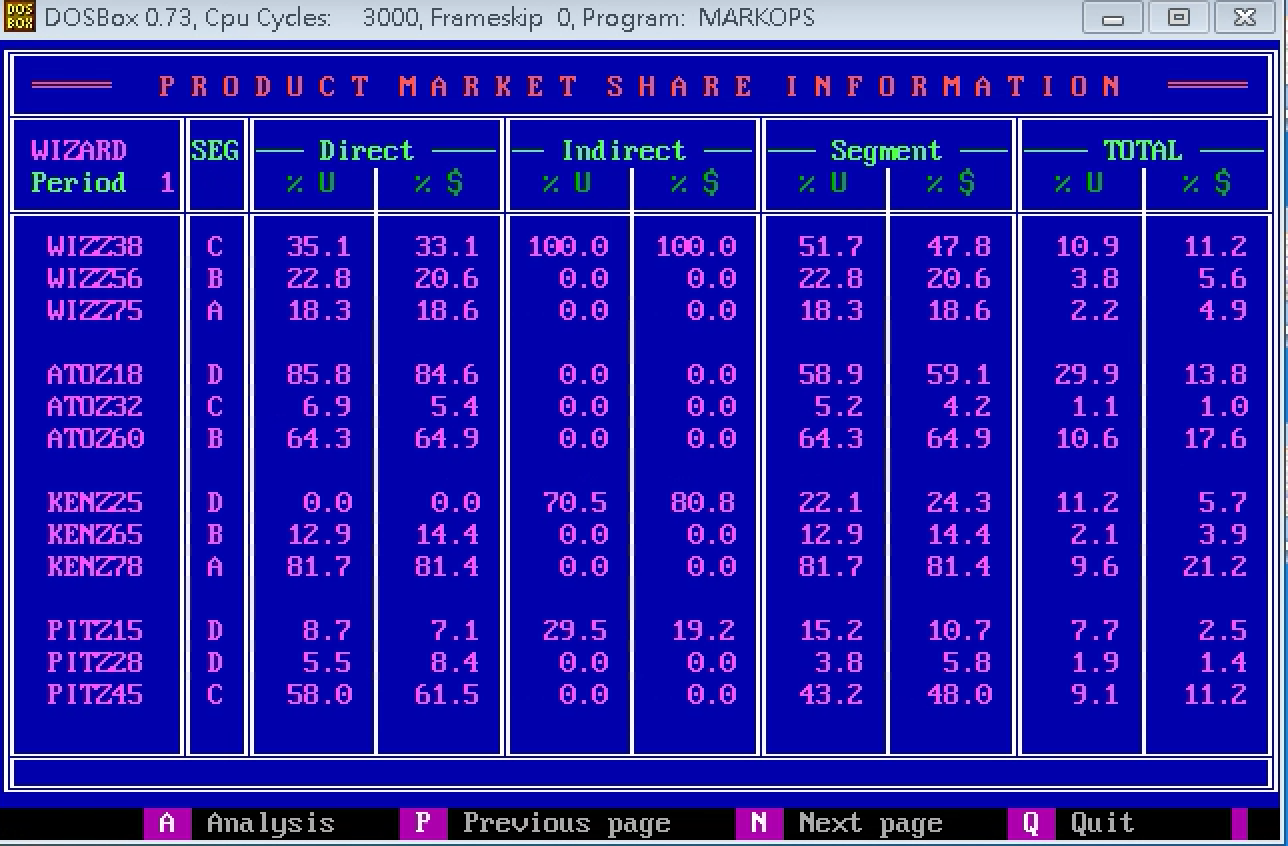 DOS BOX DOSBox 0.73, Cpu Cycles: 3000, Frameskip 0, Program: MARKOPS
PRODUCT MARKET SHARE INFORMATION
WIZARD SEG Direct Indirect Segment TOTAL
Period 1 % U % $ % U % $ % U % $ % U % $
WIZZ38 C 35.1 33.1 100.0 100.0 51.7 47.8 10.9 11.2
WIZZ56 B 22.8 20.6 0.0 0.0 22.8 20.6 3.8 5.6
WIZZ75 A 18.3 18.6 0.0 0.0 18.3 18.6 2.2 4.9
ATOZ18 D 85.8 84.6 0.0 0.0 58.9 59.1 29.9 13.8
ATOZ32 C 6.9 5.4 0.0 0.0 5.2 4.2 1.1 1.0
ATOZ60 B 64.3 64.9 0.0 0.0 64.3 64.9 10.6 17.6
KENZ25 D 0.0 0.0 70.5 80.8 22.1 24.3 11.2 5.7
KENZ65 B 12.9 14.4 0.0 0.0 12.9 14.4 2.1 3.9
KENZ78 A 81.7 81.4 0.0 0.0 81.7 81.4 9.6 21.2
PITZ15 D 8.7 7.1 29.5 19.2 15.2 10.7 7.7 2.5
PITZ28 D 5.5 8.4 0.0 0.0 3.8 5.8 1.9 1.4
PITZ45 C 58.0 61.5 0.0 0.0 43.2 48.0 9.1 11.2
A Analysis P Previous page N Next page Q Quit